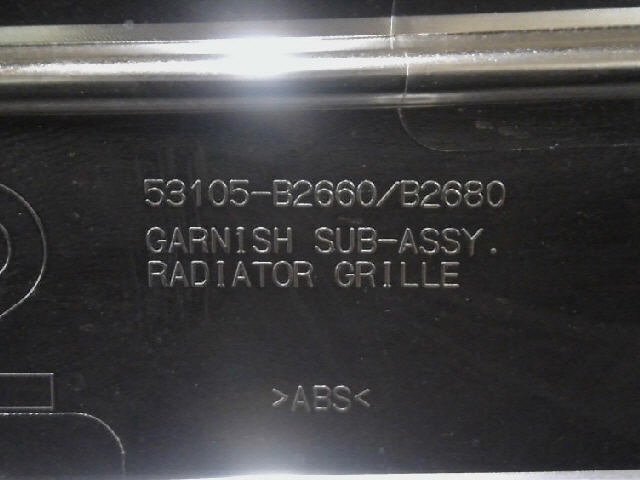 53105-B2660/B2680
GARNISH SUB-ASSY.
RADIATOR GRILLE
>ABS<